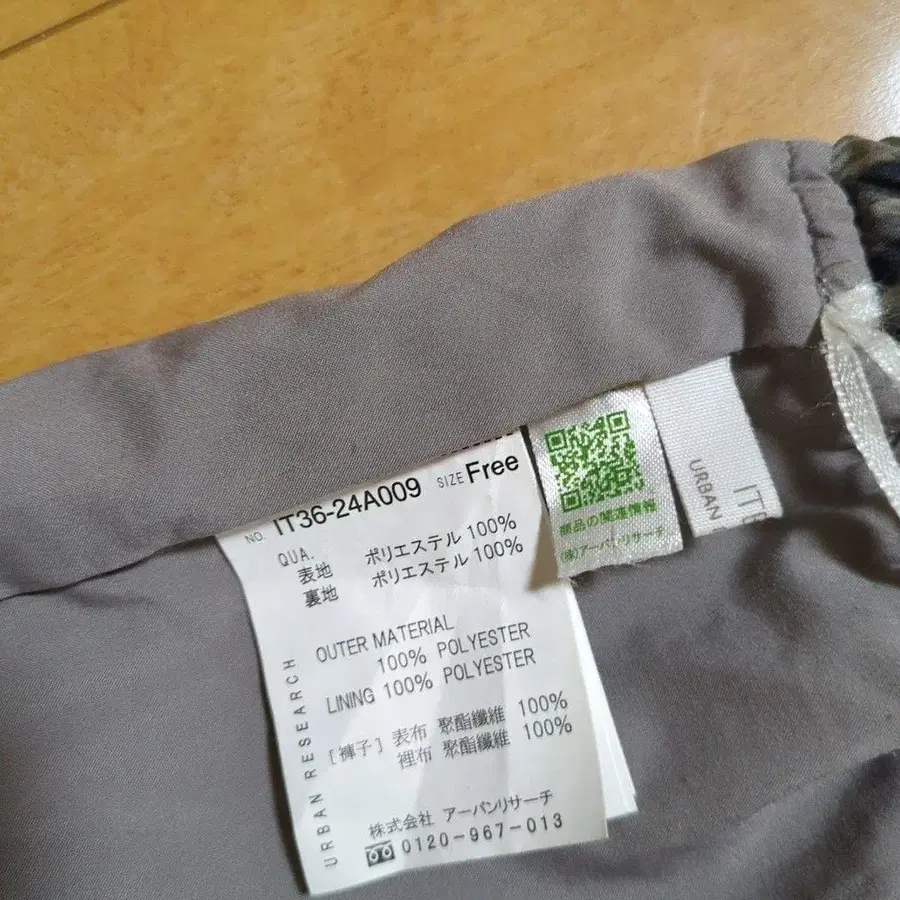 NO. IT36-24A009 SIZE Free
QUA.
表地 ポリエステル 100%
裏地 ポリエステル 100%
OUTER MATERIAL
100% POLYESTER
LINING 100% POLYESTER
[褲子] 表布 聚酯纖維 100%
裡布 聚酯纖維 100%
株式会社 アーバンリサーチ
0120-967-013
URBAN RESEARCH
商品の関連情報
(株)アーバンリサーチ
URBAN